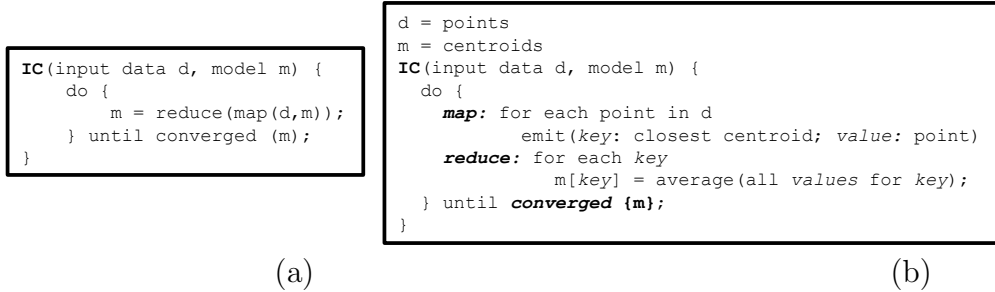 IC(input data d, model m) {
do {
m = reduce(map(d,m));
} until converged (m);
}
(a)
d = points
m = centroids
IC(input data d, model m) {
do {
map: for each point in d
emit(key: closest centroid; value: point)
reduce: for each key
m[key] = average(all values for key);
} until converged {m};
}
(b)